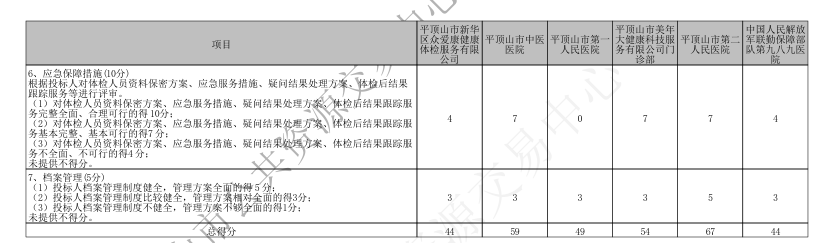 项目
平顶山市新华
区众爱康健康
体检服务有限
公司
平顶山市中医
医院
平顶山市第一
人民医院
平顶山市美年
大健康科技服
务有限公司门
诊部
平顶山市第二
人民医院
中国人民解放
军联勤保障部
队第九八九医
院
6、应急保障措施(10分)
根据投标人对体检人员资料保密方案、应急服务措施、疑问结果处理方案、体检后结果
跟踪服务等进行评审。
（1）对体检人员资料保密方案、应急服务措施、疑问结果处理方案、体检后结果跟踪服
务完整全面、合理可行的得 10分；
（2）对体检人员资料保密方案、应急服务措施、疑问结果处理方案、体检后结果跟踪服
务基本完整、基本可行的得7 分；
（3）对体检人员资料保密方案、应急服务措施、疑问结果处理方案、体检后结果跟踪服
务不全面、不可行的得4 分；
未提供不得分。
4 7 0 7 7 4
7、档案管理(5分)
（1）投标人档案管理制度健全，管理方案全面的得 5 分；
（2）投标人档案管理制度比较健全，管理方案相对全面的得3分；
（3）投标人档案管理制度不健全，管理方案不够全面的得1分；
未提供不得分。
3 3 3 3 5 3
总得分 44 59 49 54 67 44